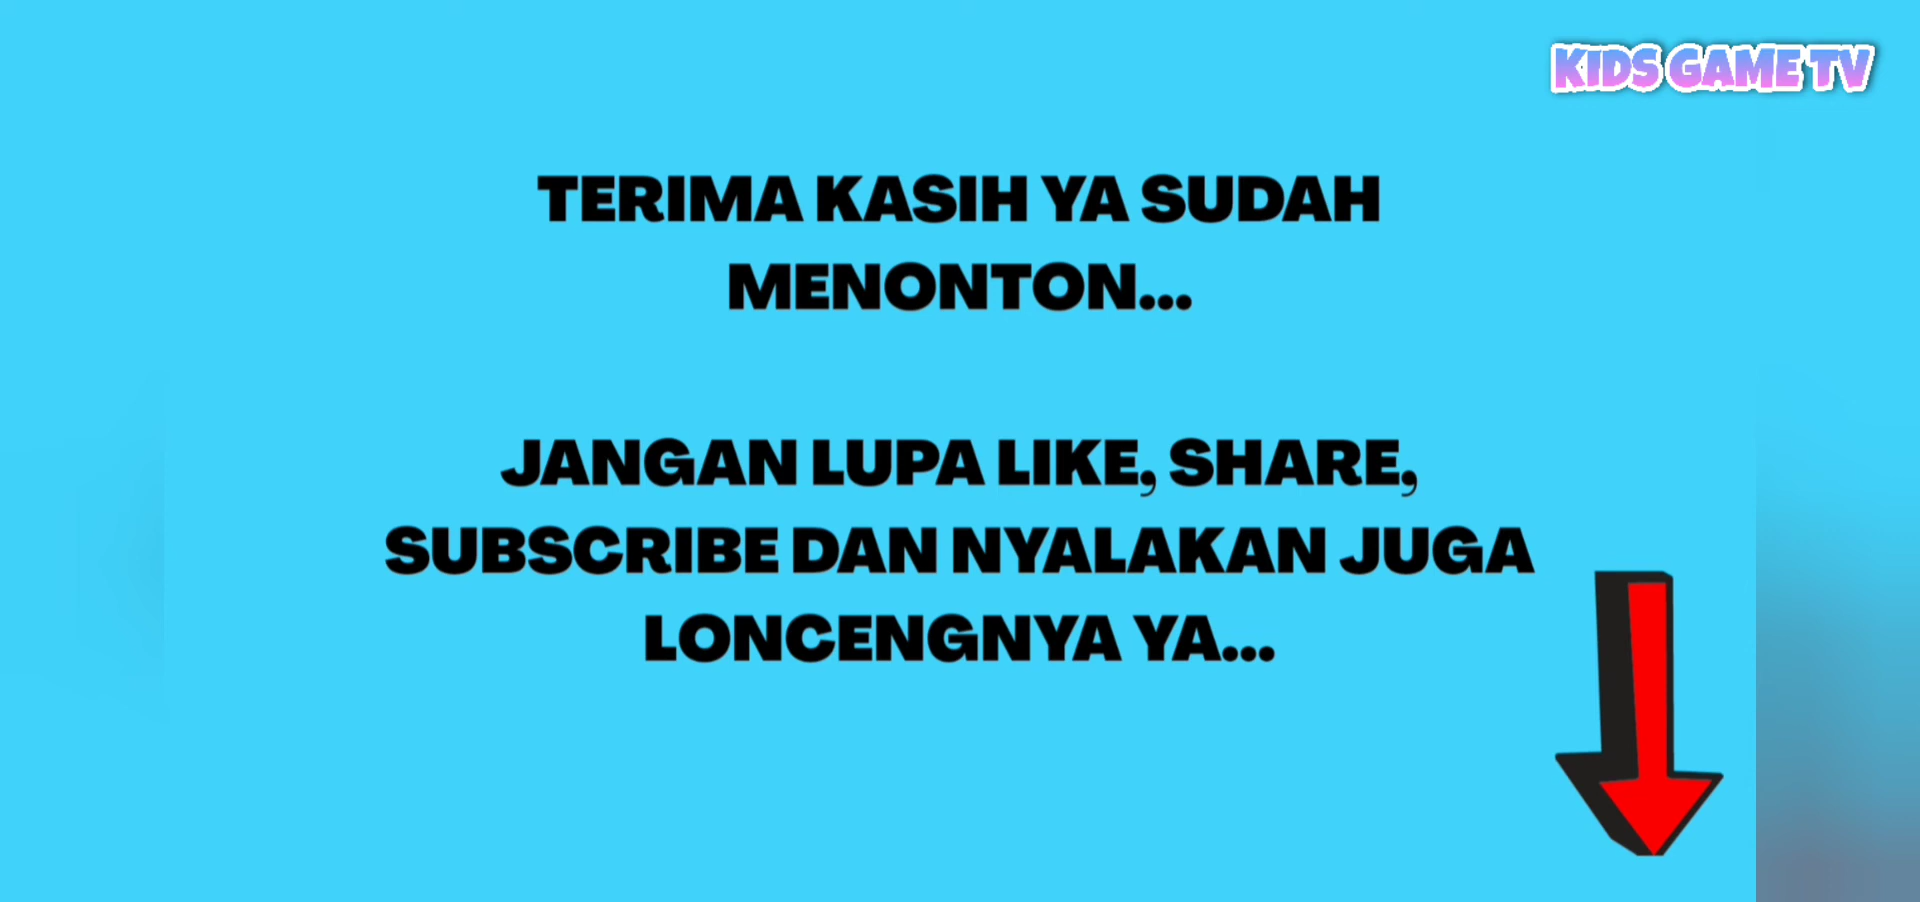 KIDS GAME TV
TERIMA KASIH YA SUDAH
MENONTON...
JANGAN LUPA LIKE, SHARE,
SUBSCRIBE DAN NYALAKAN JUGA
LONCENGNYA YA...